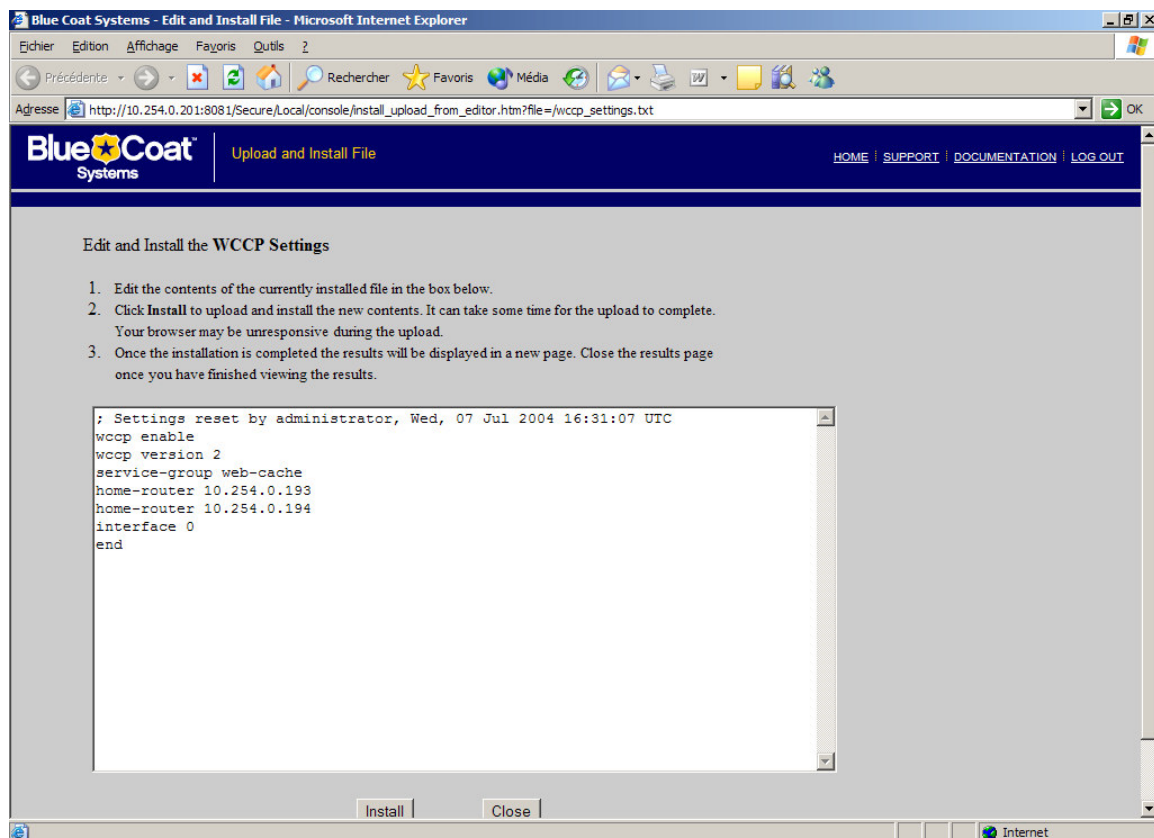 Blue Coat Systems - Edit and Install File - Microsoft Internet Explorer
Fichier Edition Affichage Favoris Outils ?
Précédente Rechercher Favoris Média
Adresse http://10.254.0.201:8081/Secure/Local/console/install_upload_from_editor.htm?file=/wccp_settings.txt OK
Blue Coat™ Systems
Upload and Install File
HOME SUPPORT DOCUMENTATION LOG OUT
Edit and Install the WCCP Settings
1. Edit the contents of the currently installed file in the box below.
2. Click Install to upload and install the new contents. It can take some time for the upload to complete.
Your browser may be unresponsive during the upload.
3. Once the installation is completed the results will be displayed in a new page. Close the results page
once you have finished viewing the results.
; Settings reset by administrator, Wed, 07 Jul 2004 16:31:07 UTC
wccp enable
wccp version 2
service-group web-cache
home-router 10.254.0.193
home-router 10.254.0.194
interface 0
end
Install Close
Internet